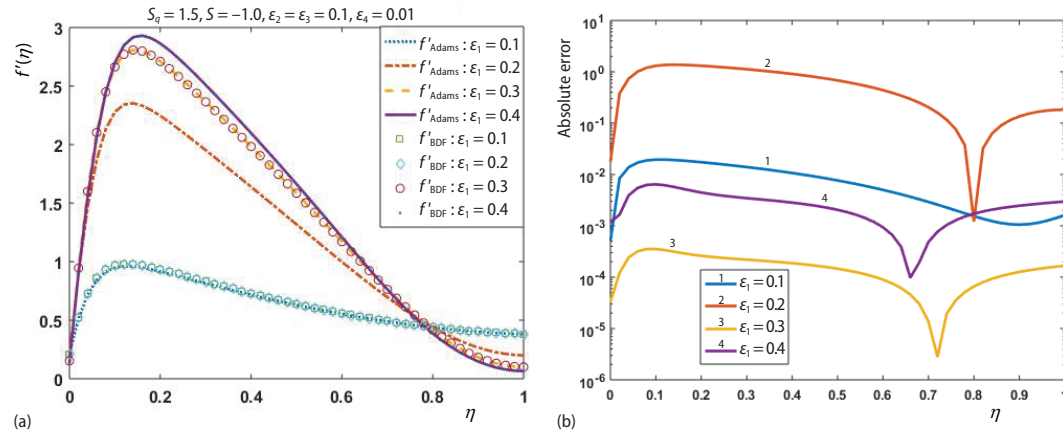 S_q = 1.5, S = −1.0, ε_2 = ε_3 = 0.1, ε_4 = 0.01
f′(η)
3
2.5
2
1.5
1
0.5
0
0 0.2 0.4 0.6 0.8 1
η
f′_Adams : ε_1 = 0.1
f′_Adams : ε_1 = 0.2
f′_Adams : ε_1 = 0.3
f′_Adams : ε_1 = 0.4
f′_BDF : ε_1 = 0.1
f′_BDF : ε_1 = 0.2
f′_BDF : ε_1 = 0.3
f′_BDF : ε_1 = 0.4
(a)
Absolute error
10^2
10^0
10^−1
10^−2
10^−3
10^−4
10^−5
10^−6
2
1
4
3
1 ε_1 = 0.1
2 ε_1 = 0.2
3 ε_1 = 0.3
4 ε_1 = 0.4
0 0.1 0.2 0.3 0.4 0.5 0.6 0.7 0.8 0.9 1
η
(b)